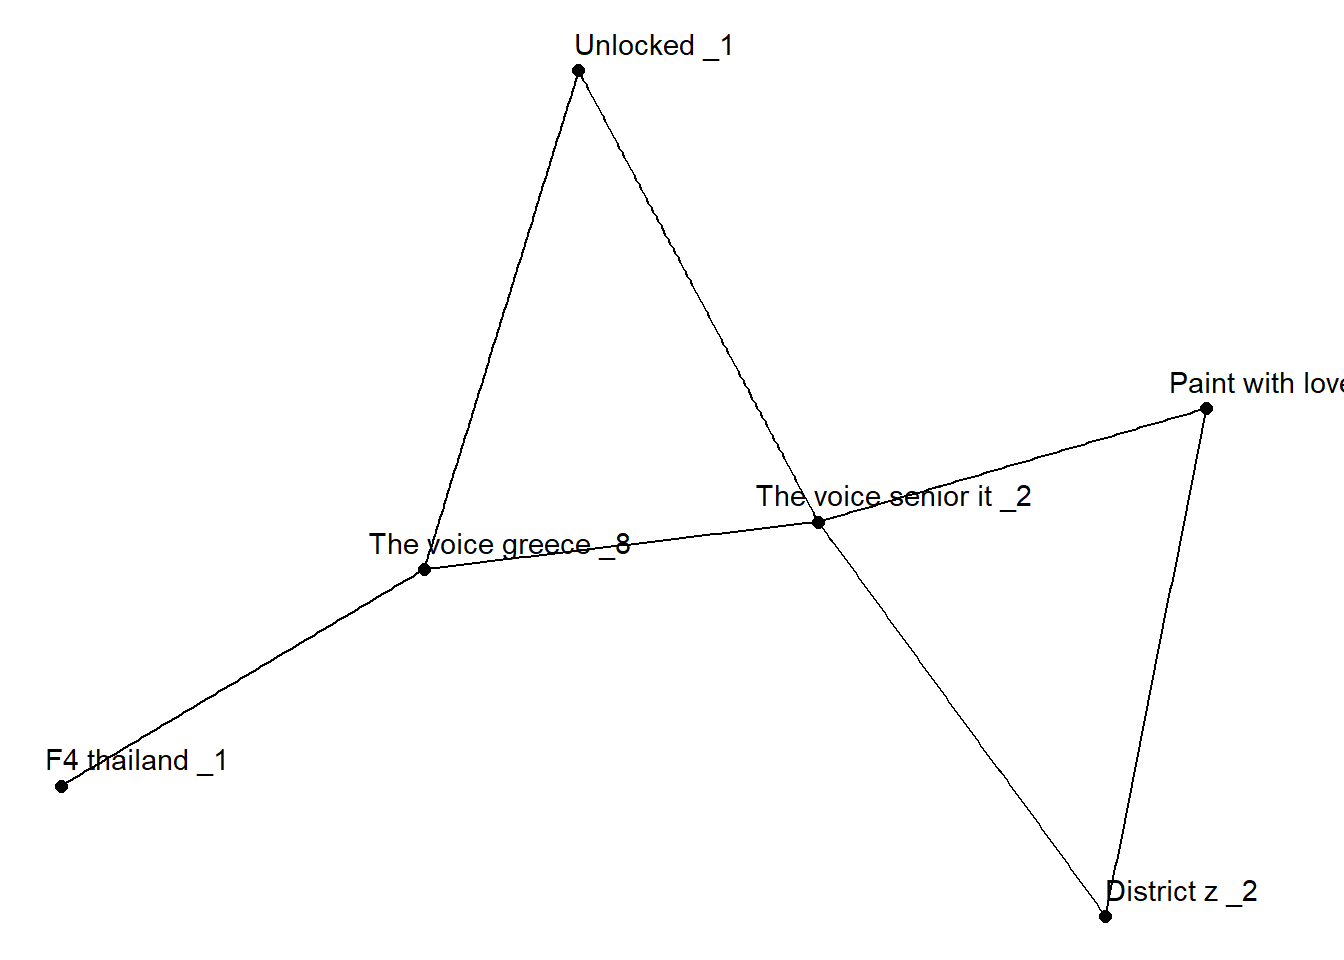 Unlocked _1
Paint with love
The voice senior it _2
The voice greece _8
F4 thailand _1
District z _2